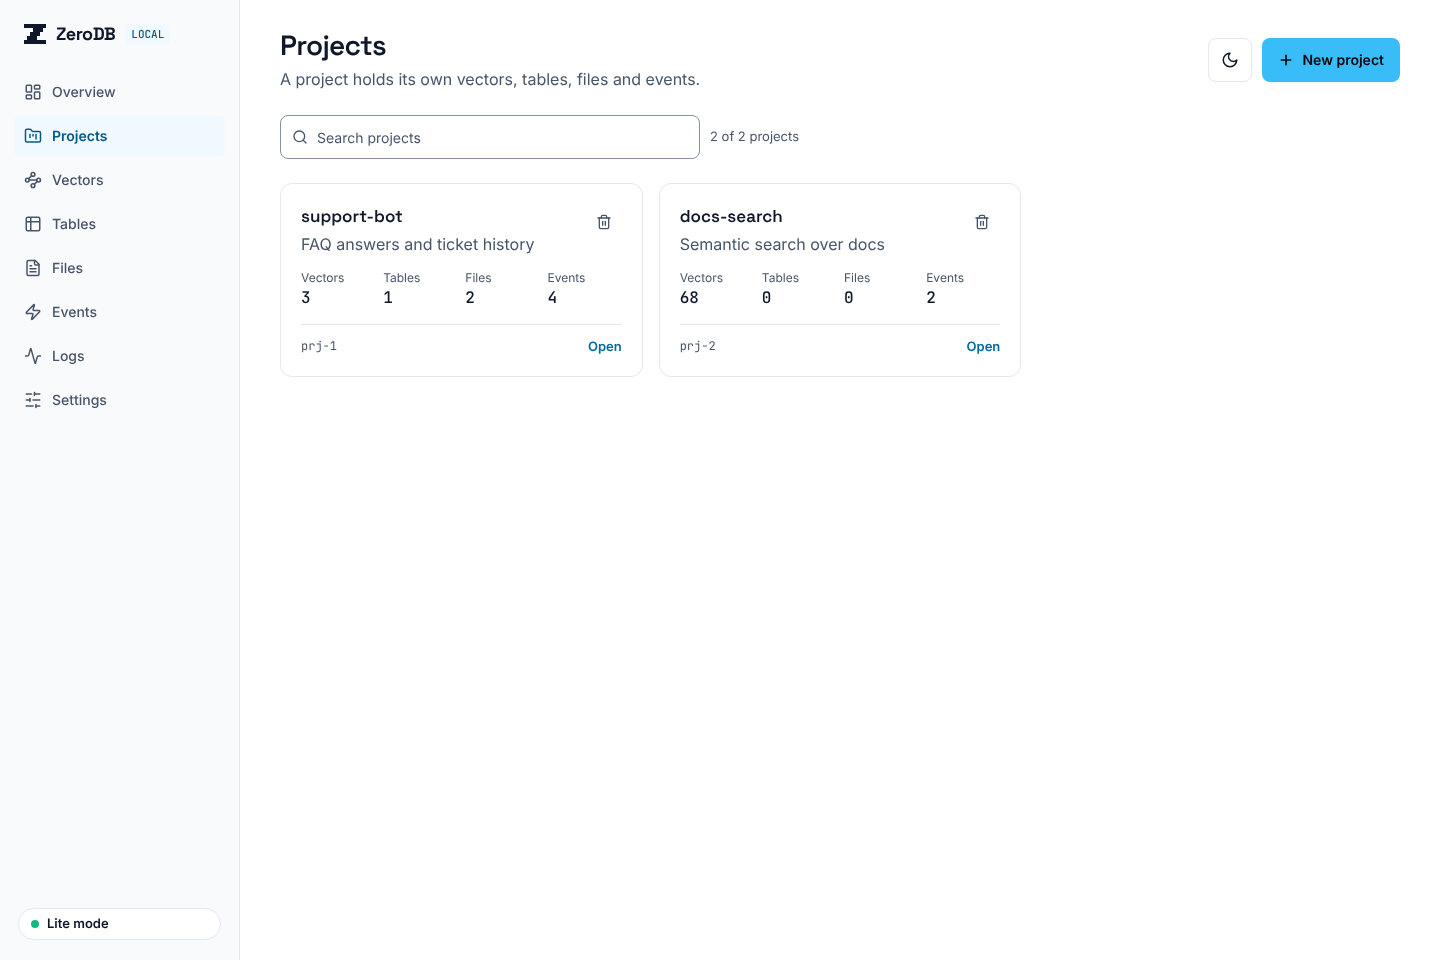 ZeroDB LOCAL
Overview
Projects
Vectors
Tables
Files
Events
Logs
Settings
Lite mode
Projects
A project holds its own vectors, tables, files and events.
New project
Search projects
2 of 2 projects
support-bot
FAQ answers and ticket history
Vectors Tables Files Events
3 1 2 4
prj-1 Open
docs-search
Semantic search over docs
Vectors Tables Files Events
68 0 0 2
prj-2 Open